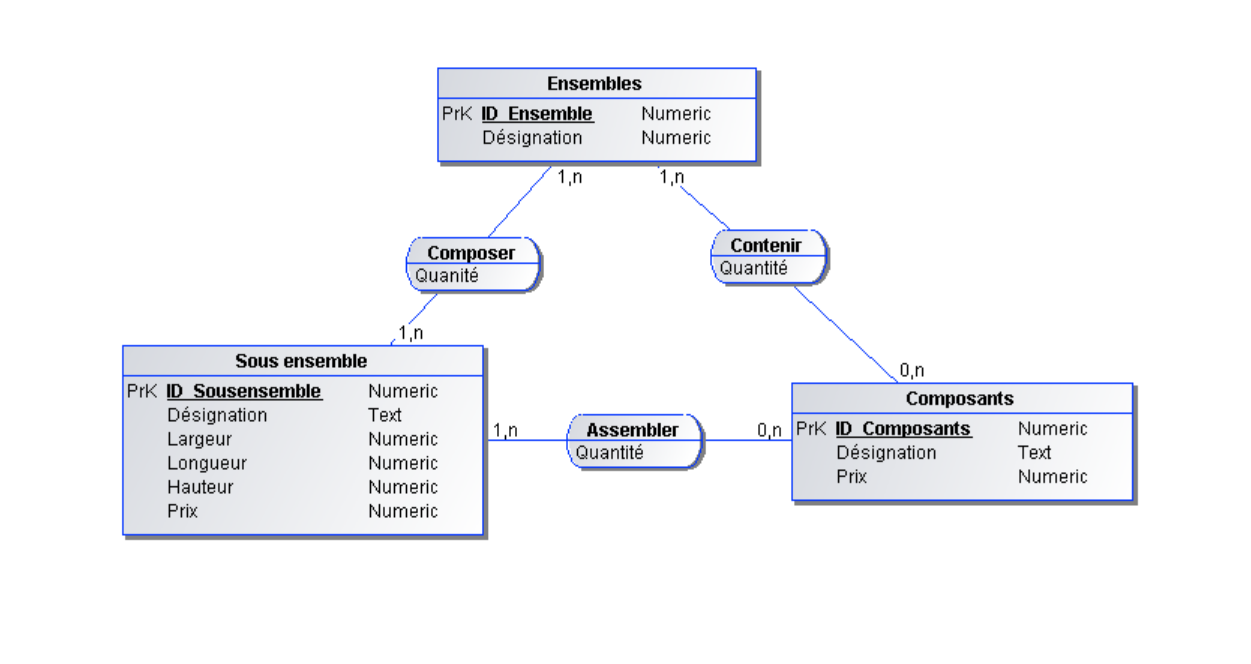 Ensembles
PrK ID_Ensemble Numeric
Désignation Numeric
1,n 1,n
Composer
Quanité
Contenir
Quantité
1,n
0,n
Sous ensemble
PrK ID_Sousensemble Numeric
Désignation Text
Largeur Numeric
Longueur Numeric
Hauteur Numeric
Prix Numeric
1,n
Assembler
Quantité
0,n
Composants
PrK ID_Composants Numeric
Désignation Text
Prix Numeric